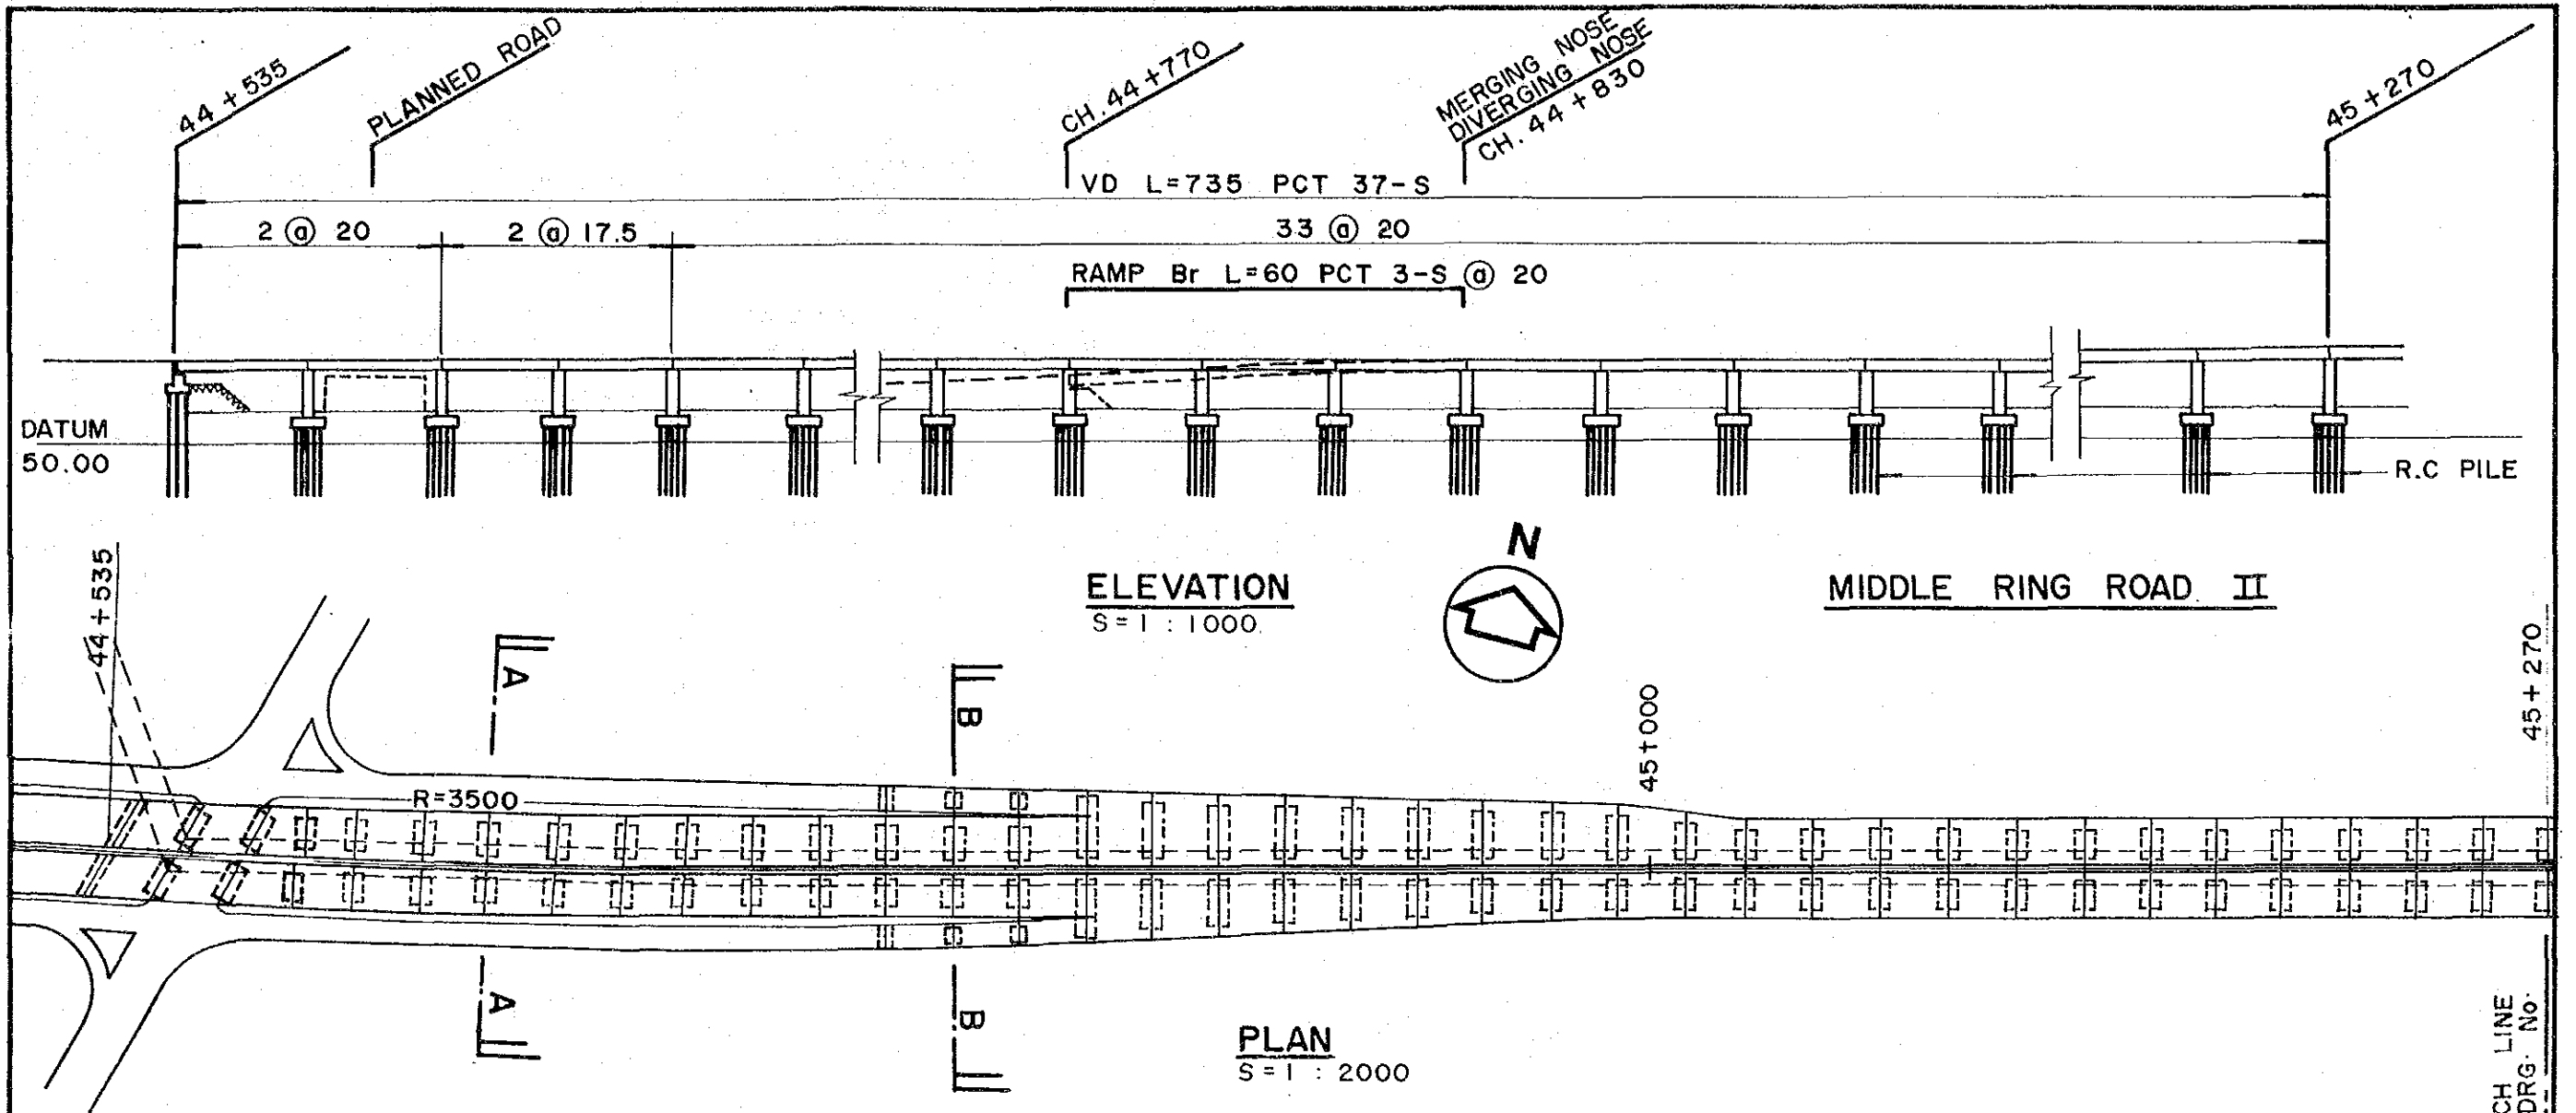 44 + 535
PLANNED ROAD
CH. 44 + 770
MERGING NOSE
DIVERGING NOSE
CH. 44 + 830
45 + 270
VD L=735 PCT 37-S
2 @ 20
2 @ 17.5
33 @ 20
RAMP Br L=60 PCT 3-S @ 20
DATUM
50.00
R.C PILE
N
ELEVATION
S = 1 : 1000
MIDDLE RING ROAD II
44 + 535
A
B
45+000
45 + 270
R=3500
A
B
PLAN
S = 1 : 2000
CH LINE
DRG. No.